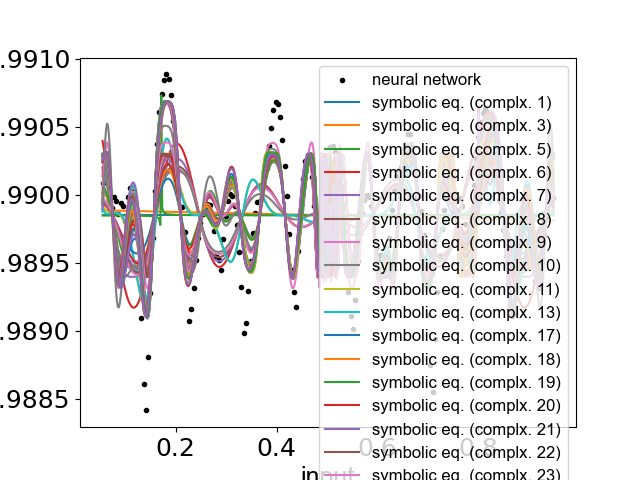 .9910
.9905
.9900
.9895
.9890
.9885
0.2
0.4
0.6
0.8
input
neural network
symbolic eq. (complx. 1)
symbolic eq. (complx. 3)
symbolic eq. (complx. 5)
symbolic eq. (complx. 6)
symbolic eq. (complx. 7)
symbolic eq. (complx. 8)
symbolic eq. (complx. 9)
symbolic eq. (complx. 10)
symbolic eq. (complx. 11)
symbolic eq. (complx. 13)
symbolic eq. (complx. 17)
symbolic eq. (complx. 18)
symbolic eq. (complx. 19)
symbolic eq. (complx. 20)
symbolic eq. (complx. 21)
symbolic eq. (complx. 22)
symbolic eq. (complx. 23)